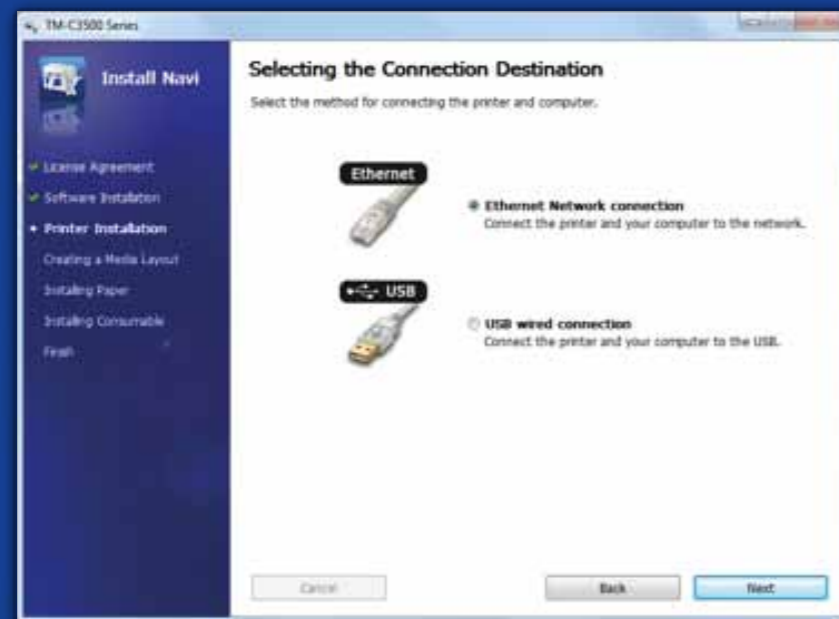 TM-C3500 Series
Install Navi
License Agreement
Software Installation
Printer Installation
Creating a Media Layout
Installing Paper
Installing Consumable
Finish
Selecting the Connection Destination
Select the method for connecting the printer and computer.
Ethernet
Ethernet Network connection
Connect the printer and your computer to the network.
USB
USB wired connection
Connect the printer and your computer to the USB.
Cancel
Back
Next